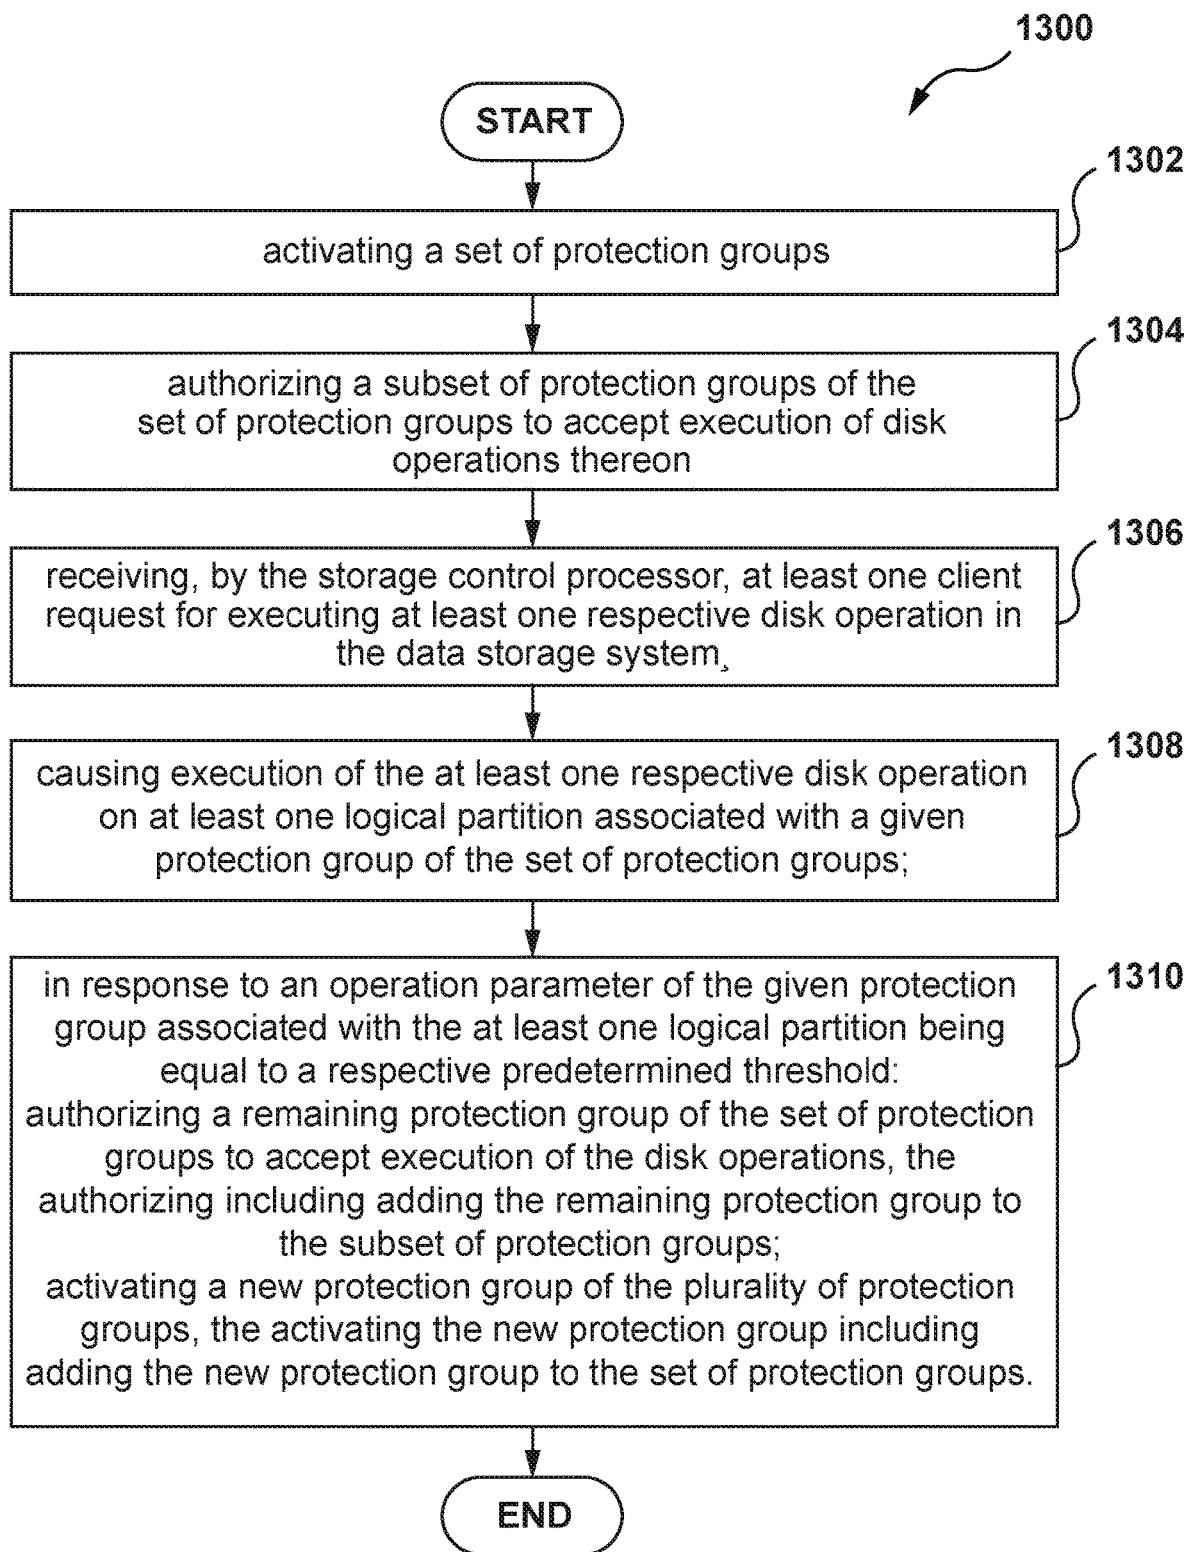 1300
START
1302
activating a set of protection groups
1304
authorizing a subset of protection groups of the
set of protection groups to accept execution of disk
operations thereon
1306
receiving, by the storage control processor, at least one client
request for executing at least one respective disk operation in
the data storage system¸
1308
causing execution of the at least one respective disk operation
on at least one logical partition associated with a given
protection group of the set of protection groups;
1310
in response to an operation parameter of the given protection
group associated with the at least one logical partition being
equal to a respective predetermined threshold:
authorizing a remaining protection group of the set of protection
groups to accept execution of the disk operations, the
authorizing including adding the remaining protection group to
the subset of protection groups;
activating a new protection group of the plurality of protection
groups, the activating the new protection group including
adding the new protection group to the set of protection groups.
END